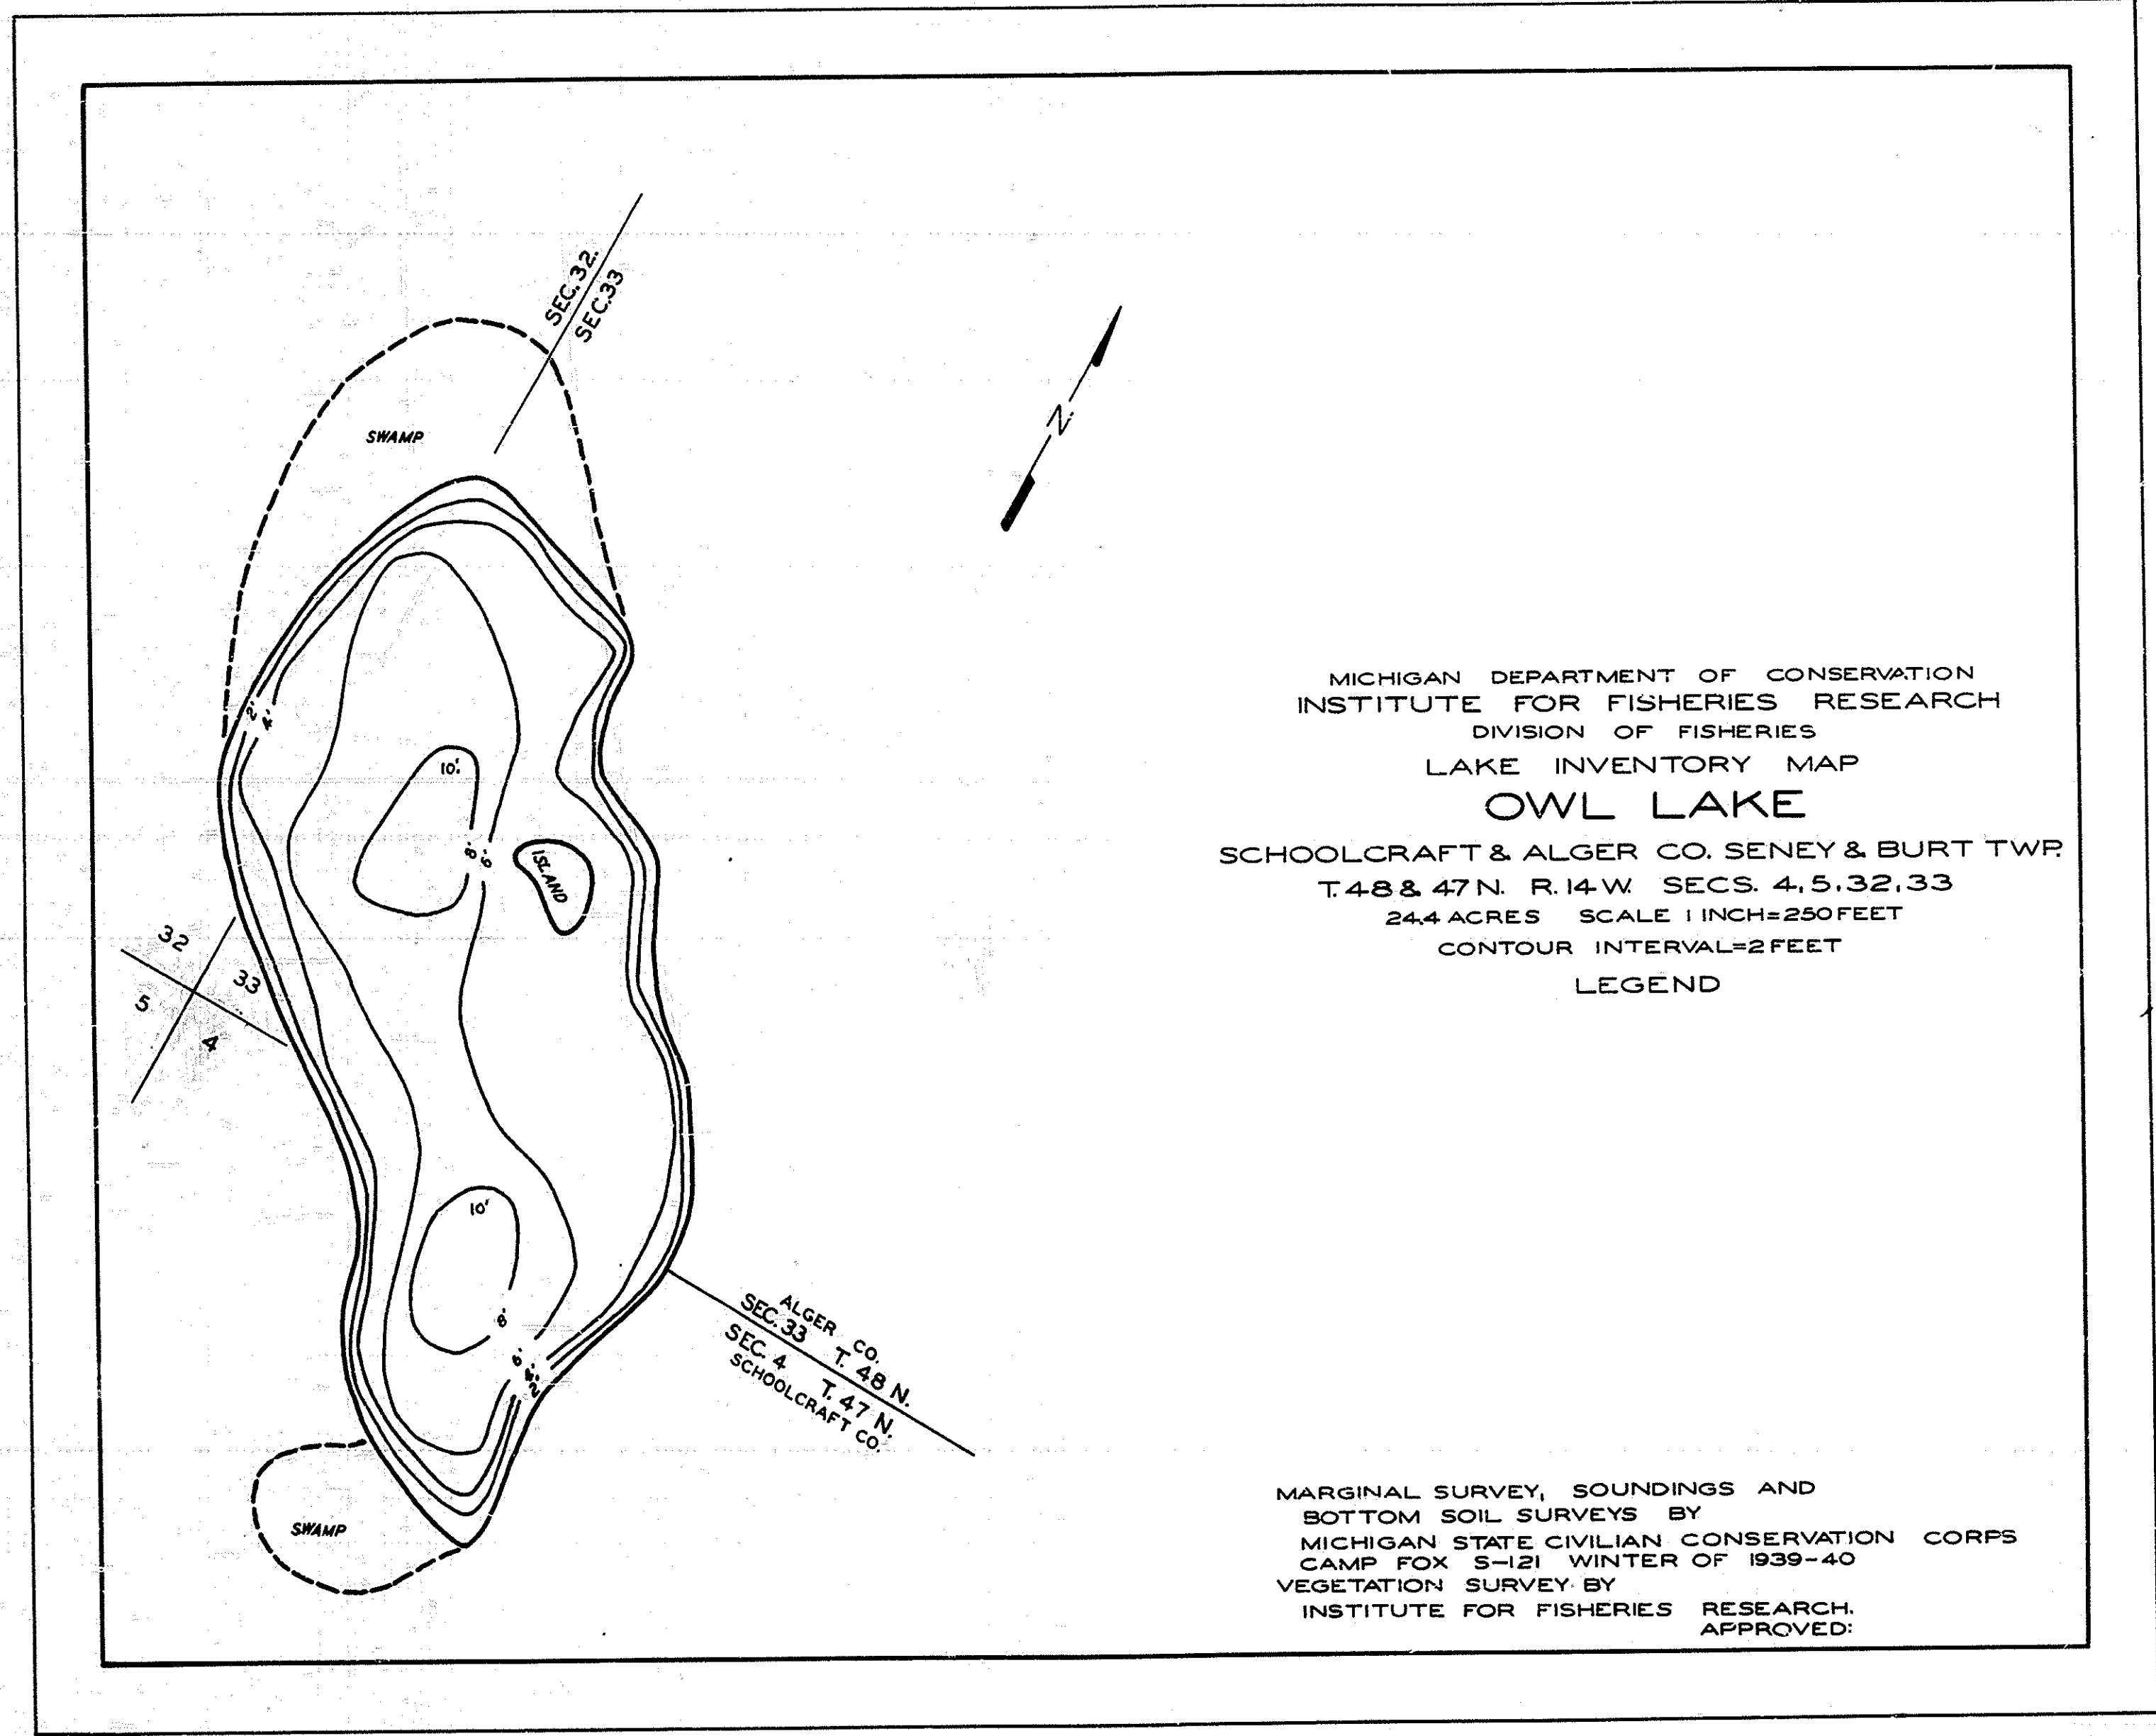 SEC. 32.
SEC. 33
SWAMP
N.
2'
4'
10'.
8'
6'
ISLAND
32
33
5
4
10'
8'
6'
4'
2'
ALGER CO.
SEC. 33 T. 48 N.
SEC. 4 T. 47 N.
SCHOOLCRAFT CO.
SWAMP
MICHIGAN DEPARTMENT OF CONSERVATION
INSTITUTE FOR FISHERIES RESEARCH
DIVISION OF FISHERIES
LAKE INVENTORY MAP
OWL LAKE
SCHOOLCRAFT & ALGER CO. SENEY & BURT TWP.
T. 48 & 47 N. R. 14 W. SECS. 4, 5, 32, 33
24.4 ACRES SCALE 1 INCH=250 FEET
CONTOUR INTERVAL=2 FEET
LEGEND
MARGINAL SURVEY, SOUNDINGS AND
BOTTOM SOIL SURVEYS BY
MICHIGAN STATE CIVILIAN CONSERVATION CORPS
CAMP FOX S-121 WINTER OF 1939-40
VEGETATION SURVEY BY
INSTITUTE FOR FISHERIES RESEARCH.
APPROVED: